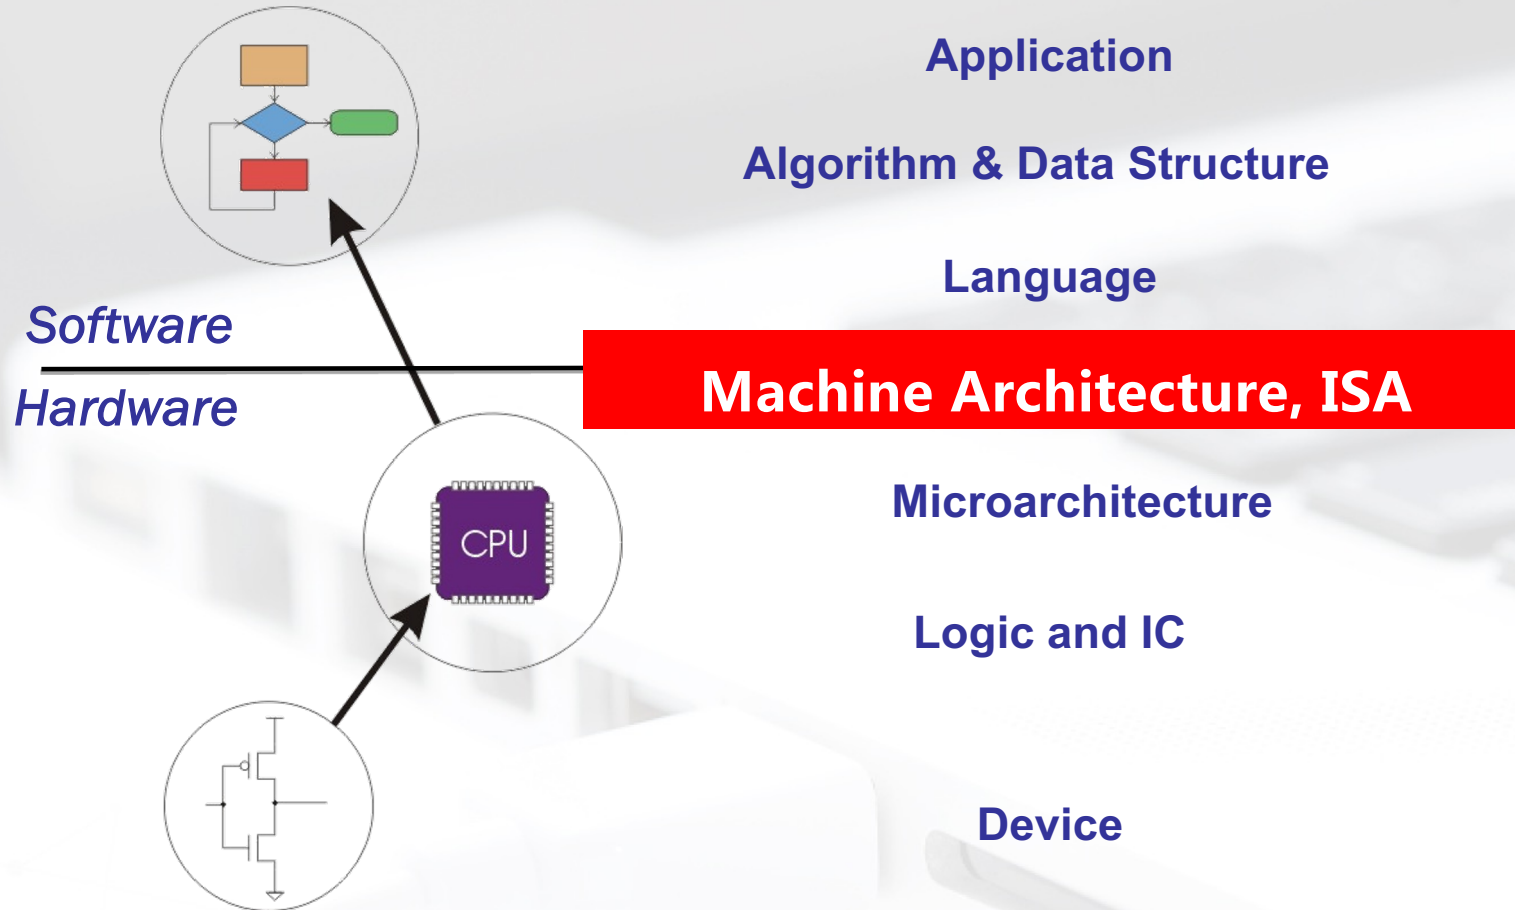 Application
Algorithm & Data Structure
Language
Software
Machine Architecture, ISA
Hardware
Microarchitecture
CPU
Logic and IC
Device